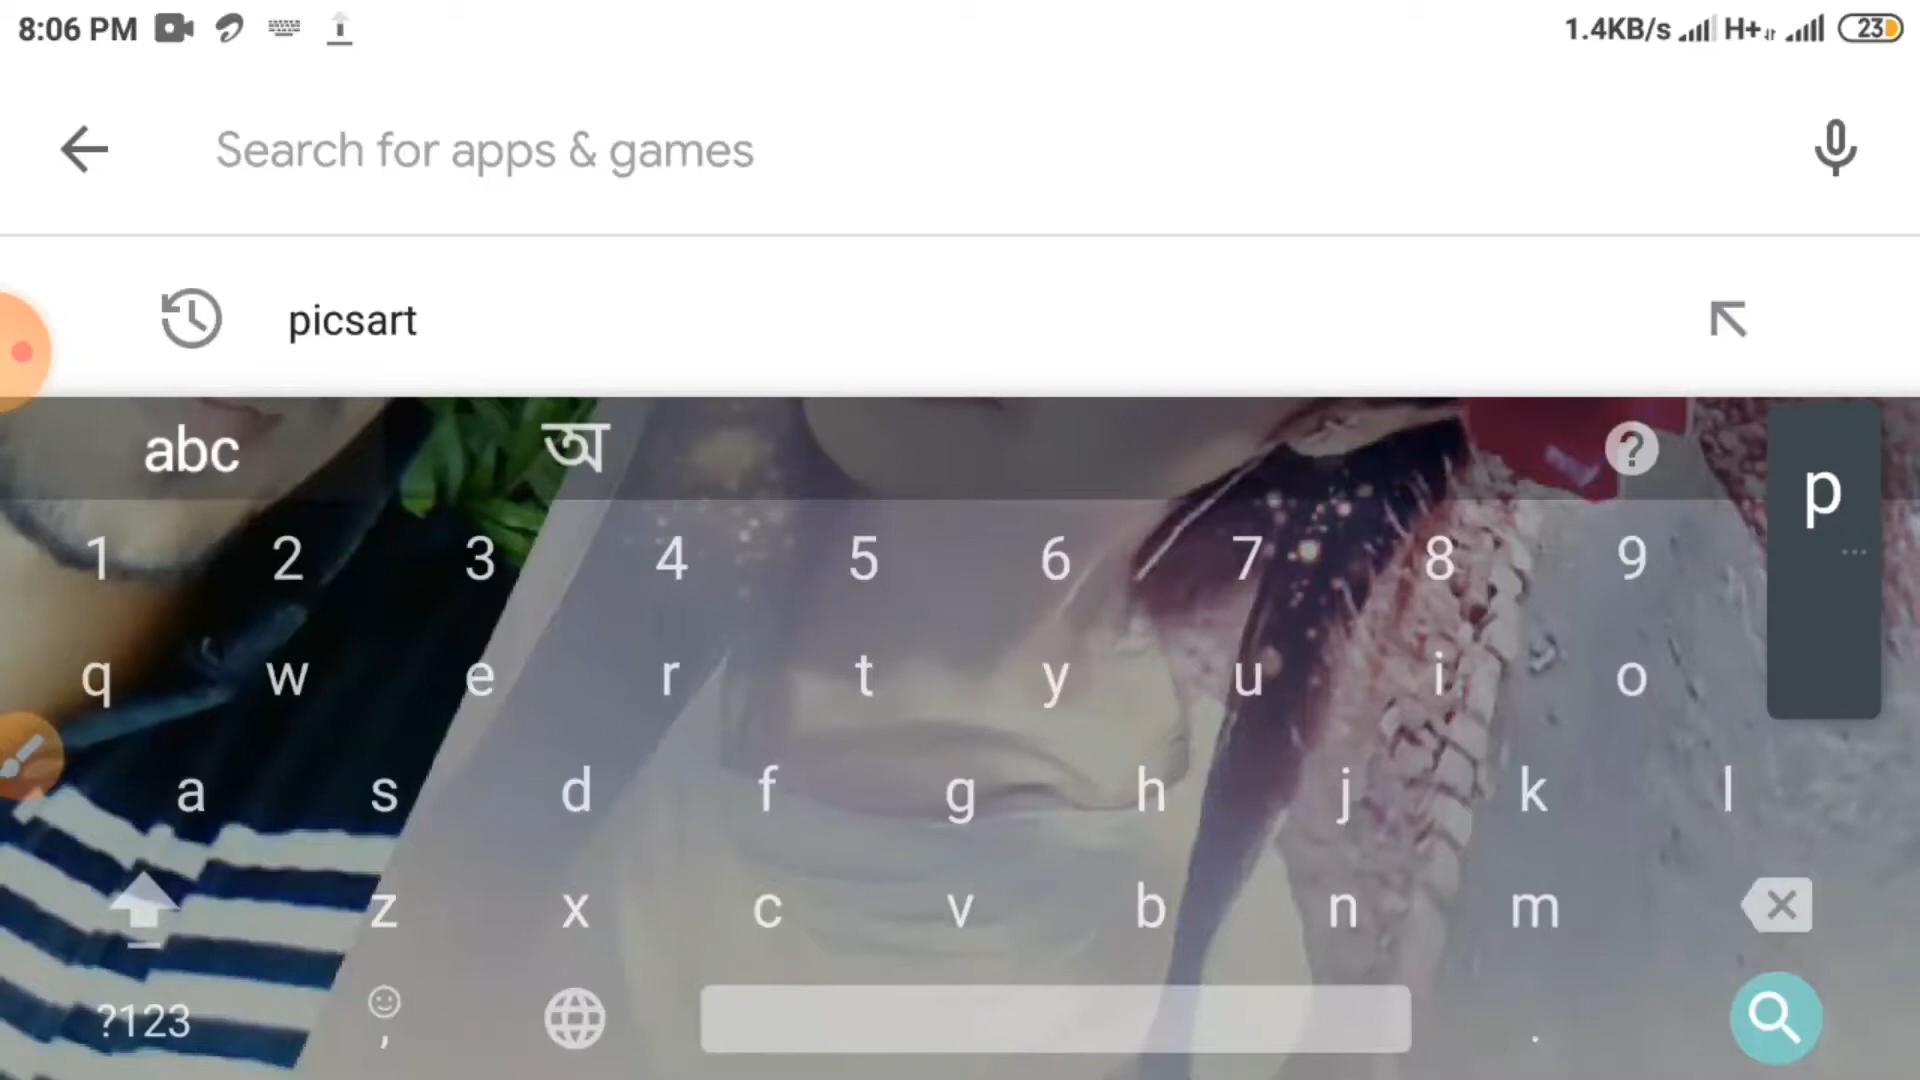 8:06 PM 1.4KB/s H+ 23
Search for apps & games
picsart
abc অ ? p
...
1 2 3 4 5 6 7 8 9
q w e r t y u i o
a s d f g h j k l
z x c v b n m
?123 , .